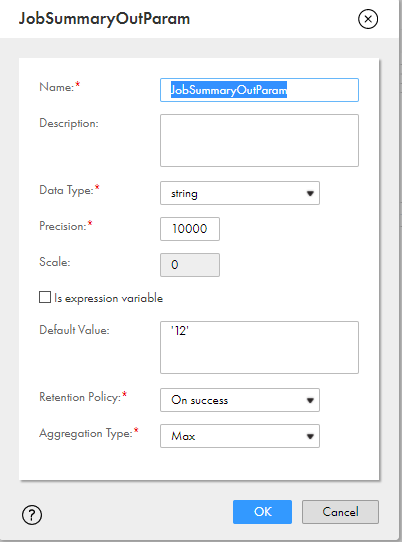 JobSummaryOutParam
Name:*
JobSummaryOutParam
Description:
Data Type:*
string
Precision:*
10000
Scale:
0
Is expression variable
Default Value:
'12'
Retention Policy:*
On success
Aggregation Type:*
Max
?
OK
Cancel